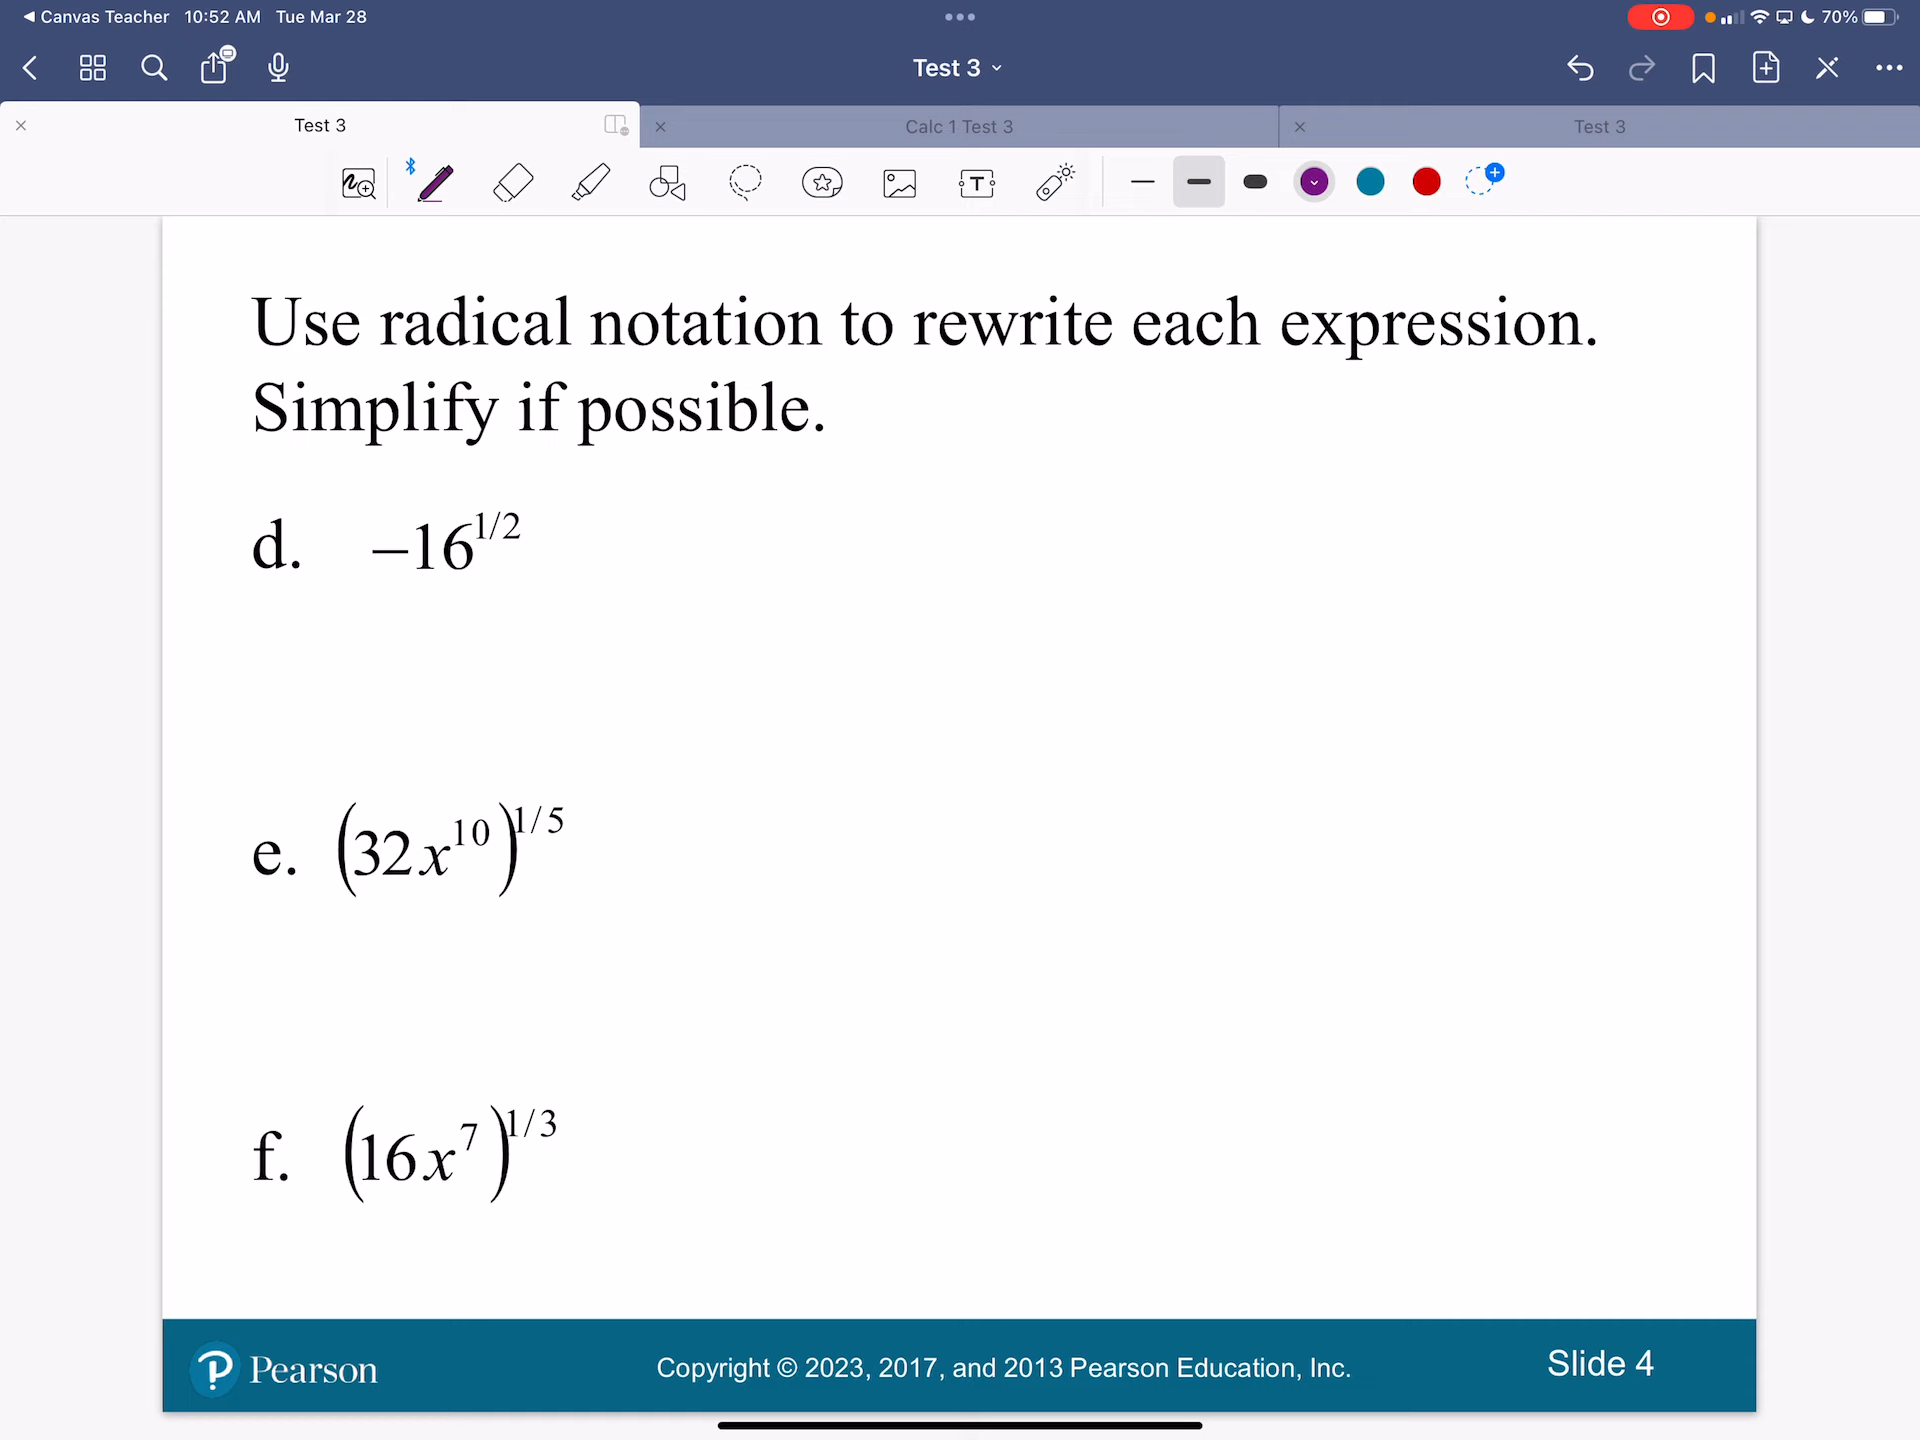 Canvas Teacher 10:52 AM Tue Mar 28 70%
Test 3
Test 3 Calc 1 Test 3 Test 3
T
Use radical notation to rewrite each expression.
Simplify if possible.
d. –16^{1/2}
e. (32x^{10})^{1/5}
f. (16x^{7})^{1/3}
Pearson Copyright © 2023, 2017, and 2013 Pearson Education, Inc. Slide 4